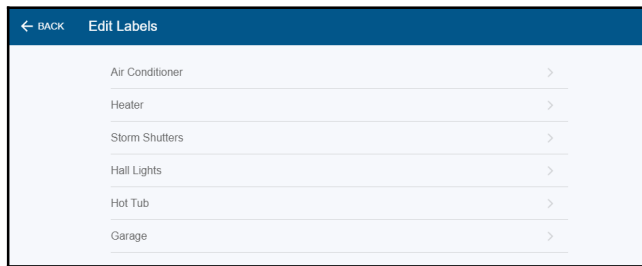 BACK Edit Labels
Air Conditioner
Heater
Storm Shutters
Hall Lights
Hot Tub
Garage